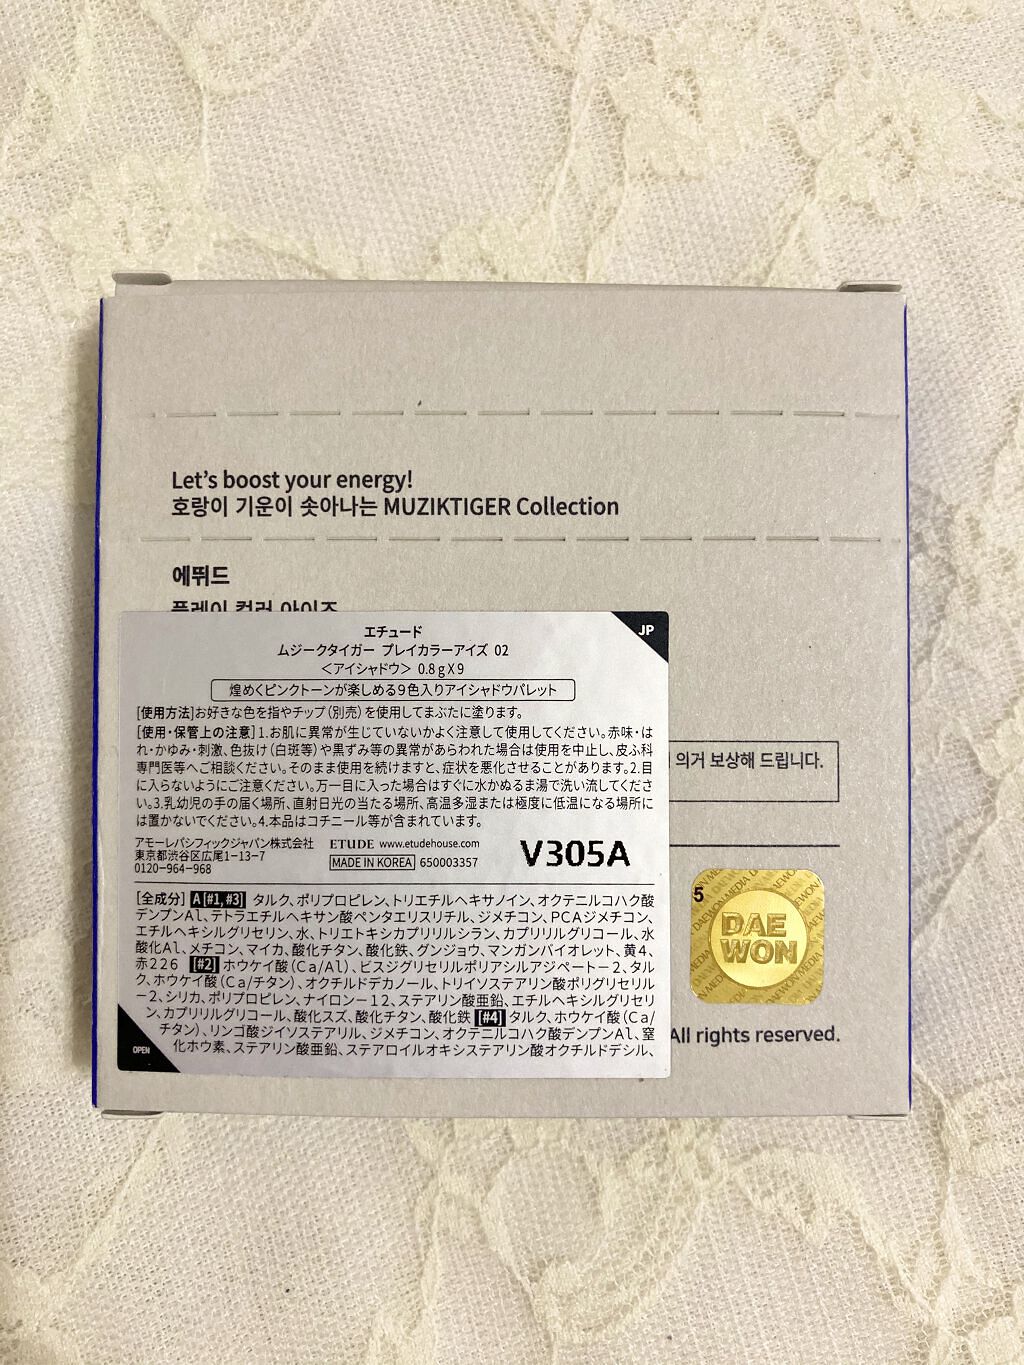 Let's boost your energy!
호랑이 기운이 솟아나는 MUZIKTIGER Collection
에뛰드
플레이 컬러 아이즈
JP
エチュード
ムジークタイガー プレイカラーアイズ 02
<アイシャドウ> 0.8gX9
煌めくピンクトーンが楽しめる9色入りアイシャドウパレット
[使用方法]お好きな色を指やチップ(別売)を使用してまぶたに塗ります。
[使用・保管上の注意]1.お肌に異常が生じていないかよく注意して使用してください。赤味・は
れ・かゆみ・刺激、色抜け(白斑等)や黒ずみ等の異常があらわれた場合は使用を中止し、皮ふ科
専門医等へご相談ください。そのまま使用を続けますと、症状を悪化させることがあります。2.目
に入らないようにご注意ください。万一目に入った場合はすぐに水かぬるま湯で洗い流してくださ
い。3.乳幼児の手の届く場所、直射日光の当たる場所、高温多湿または極度に低温になる場所に
は置かないでください。4.本品はコチニール等が含まれています。
アモーレパシフィックジャパン株式会社
東京都渋谷区広尾1-13-7
0120-964-968
ETUDE www.etudehouse.com
MADE IN KOREA 650003357
V305A
[全成分] A[#1, #3] タルク、ポリプロピレン、トリエチルヘキサノイン、オクテニルコハク酸
デンプンAl、テトラエチルヘキサン酸ペンタエリスリチル、ジメチコン、PCAジメチコン、
エチルヘキシルグリセリン、水、トリエトキシカプリリルシラン、カプリリルグリコール、水
酸化Al、メチコン、マイカ、酸化チタン、酸化鉄、グンジョウ、マンガンバイオレット、黄4、
赤226 [#2] ホウケイ酸(Ca/Al)、ビスジグリセリルポリアシルアジペート-2、タル
ク、ホウケイ酸(Ca/チタン)、オクチルドデカノール、トリイソステアリン酸ポリグリセリル
-2、シリカ、ポリプロピレン、ナイロン-12、ステアリン酸亜鉛、エチルヘキシルグリセリ
ン、カプリリルグリコール、酸化スズ、酸化チタン、酸化鉄 [#4] タルク、ホウケイ酸(Ca/
チタン)、リンゴ酸ジイソステアリル、ジメチコン、オクテニルコハク酸デンプンAl、窒
化ホウ素、ステアリン酸亜鉛、ステアロイルオキシステアリン酸オクチルドデシル、
OPEN
의거 보상해 드립니다.
5
DAE
WON
DAEWON MEDIA
All rights reserved.